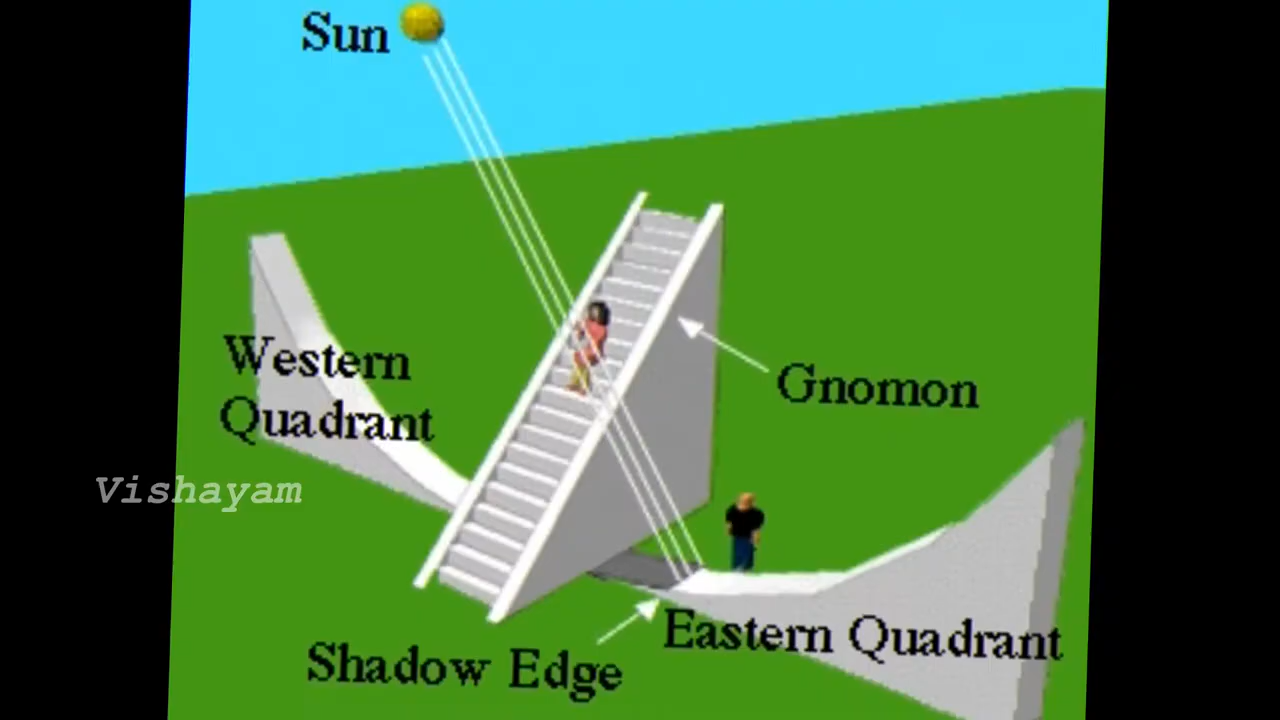 Sun
Western
Quadrant
Gnomon
Vishayam
Eastern Quadrant
Shadow Edge